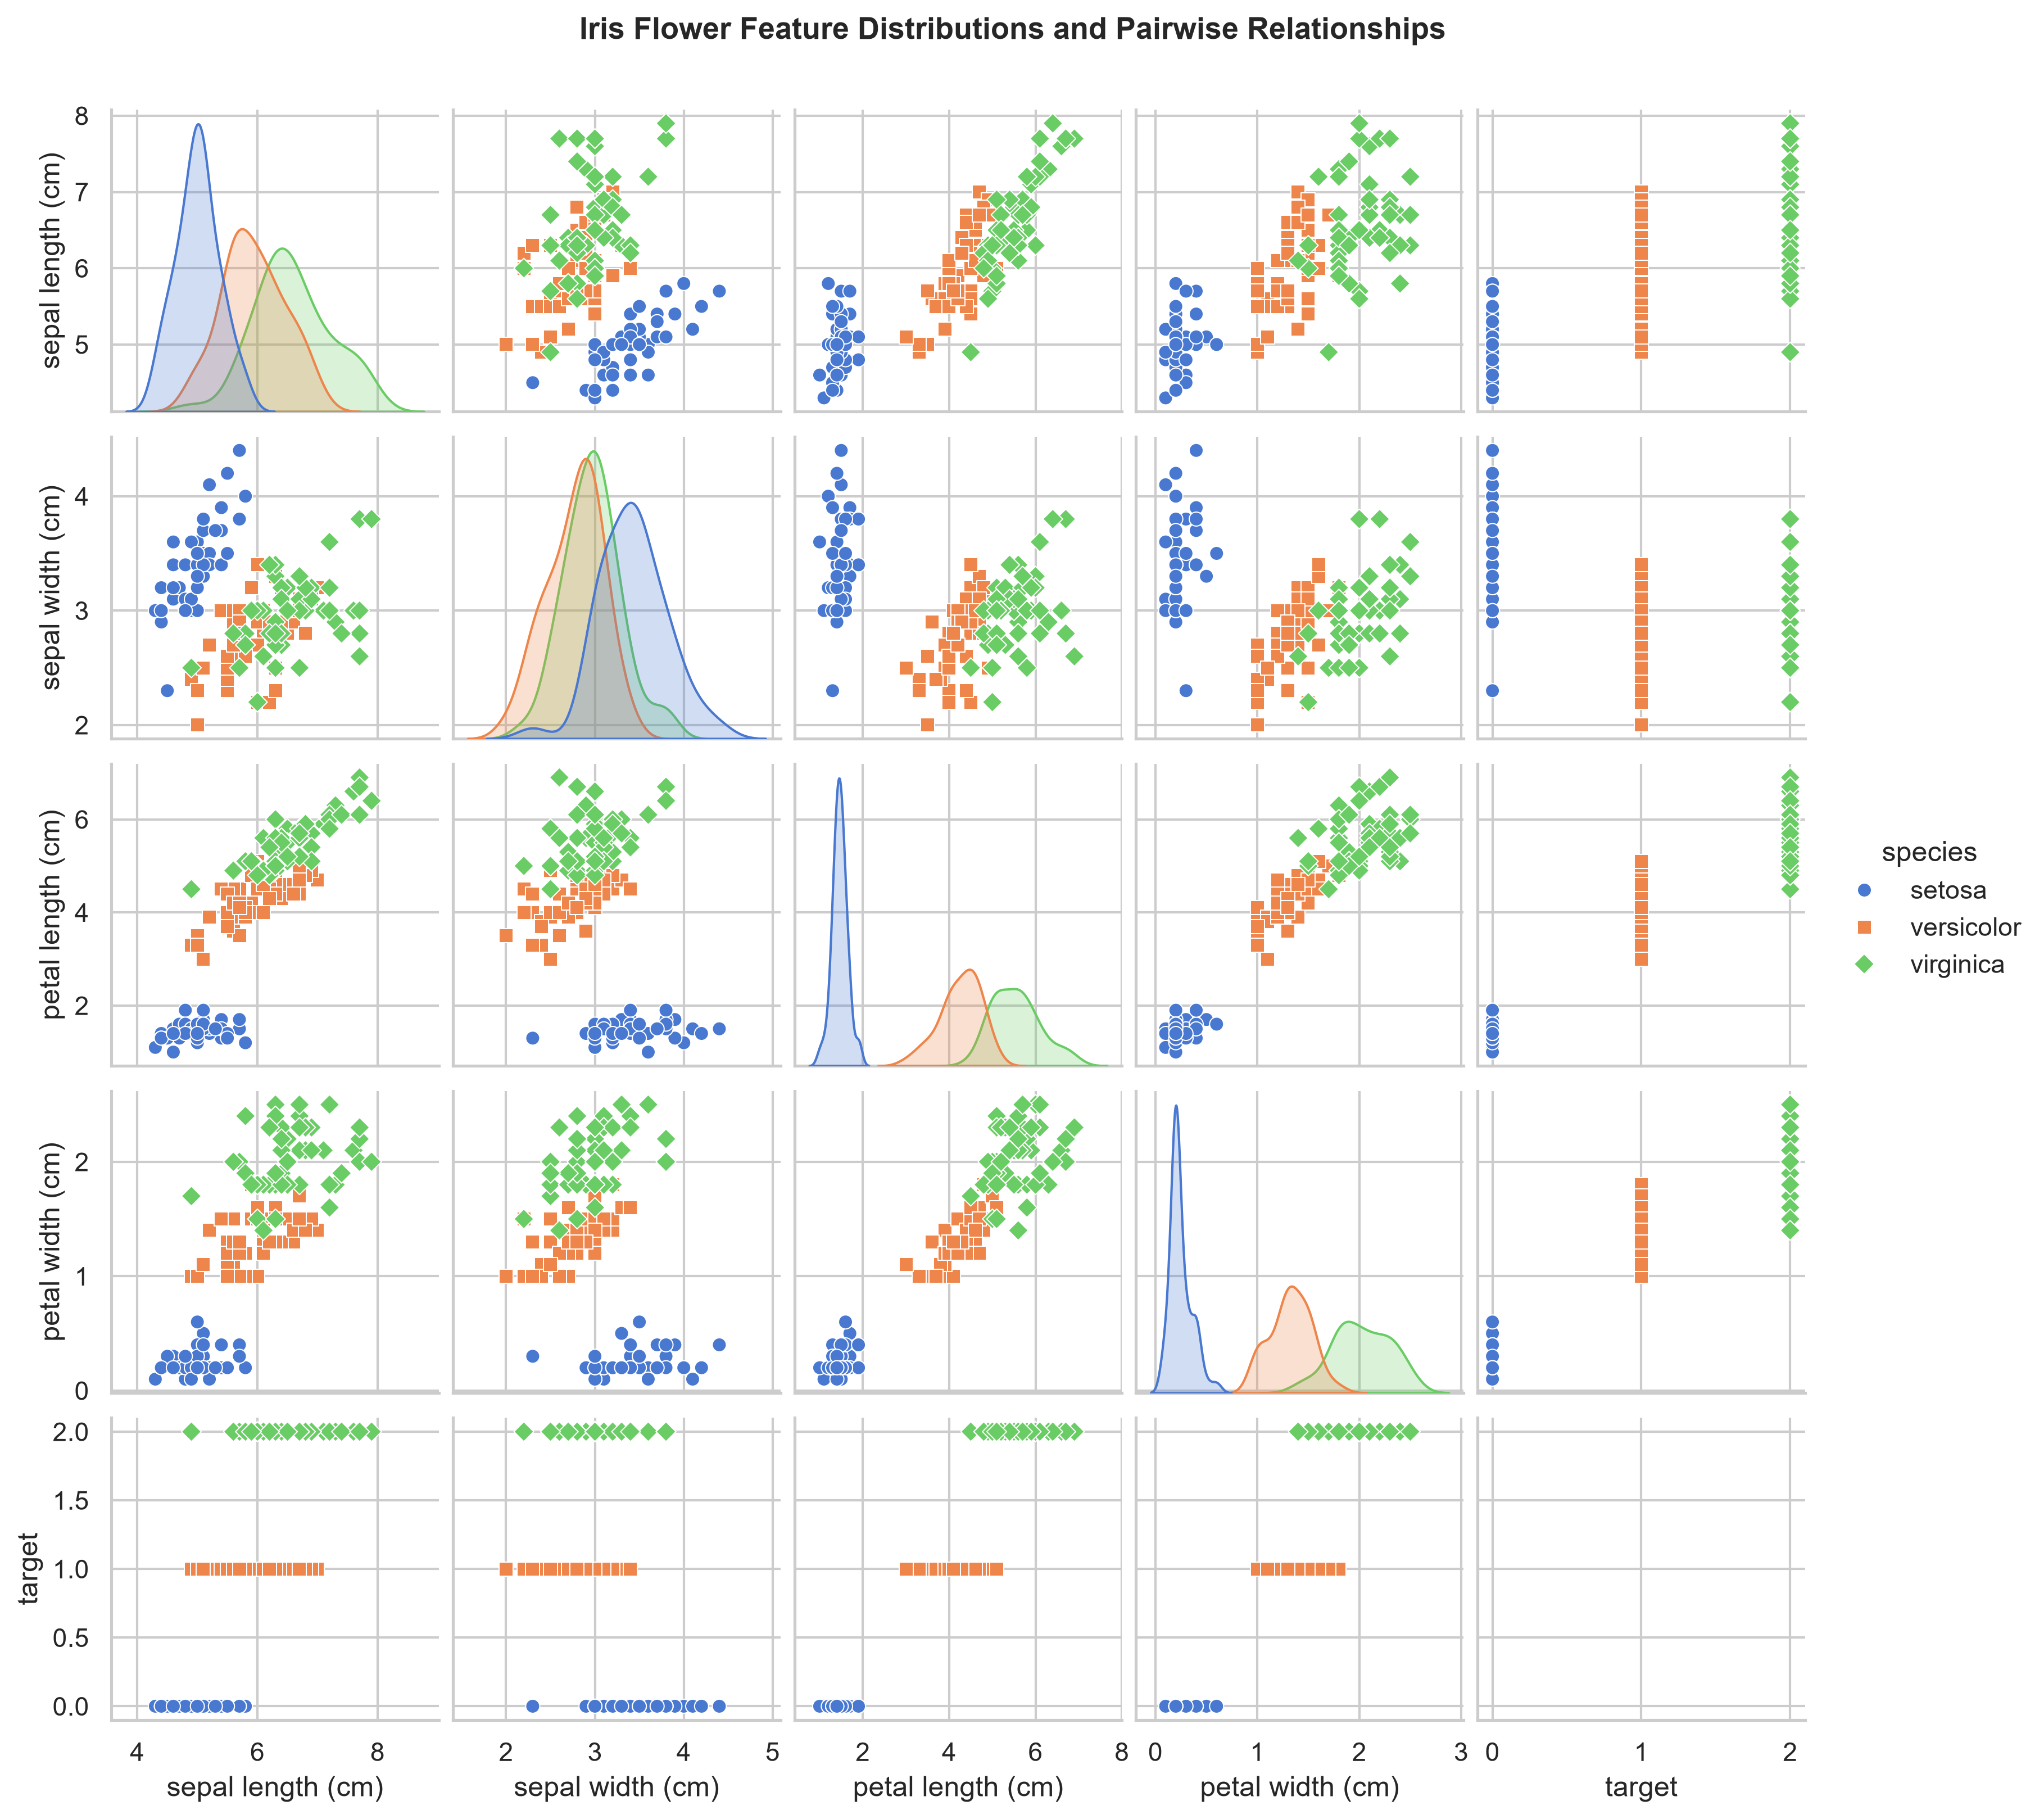 Iris Flower Feature Distributions and Pairwise Relationships
8
7
6
5
sepal length (cm)
4
3
2
sepal width (cm)
6
4
2
petal length (cm)
2
1
0
petal width (cm)
2.0
1.5
1.0
0.5
0.0
target
4 6 8
2 3 4 5
2 4 6 8
0 1 2 3
0 1 2
sepal length (cm)
sepal width (cm)
petal length (cm)
petal width (cm)
target
species
setosa
versicolor
virginica